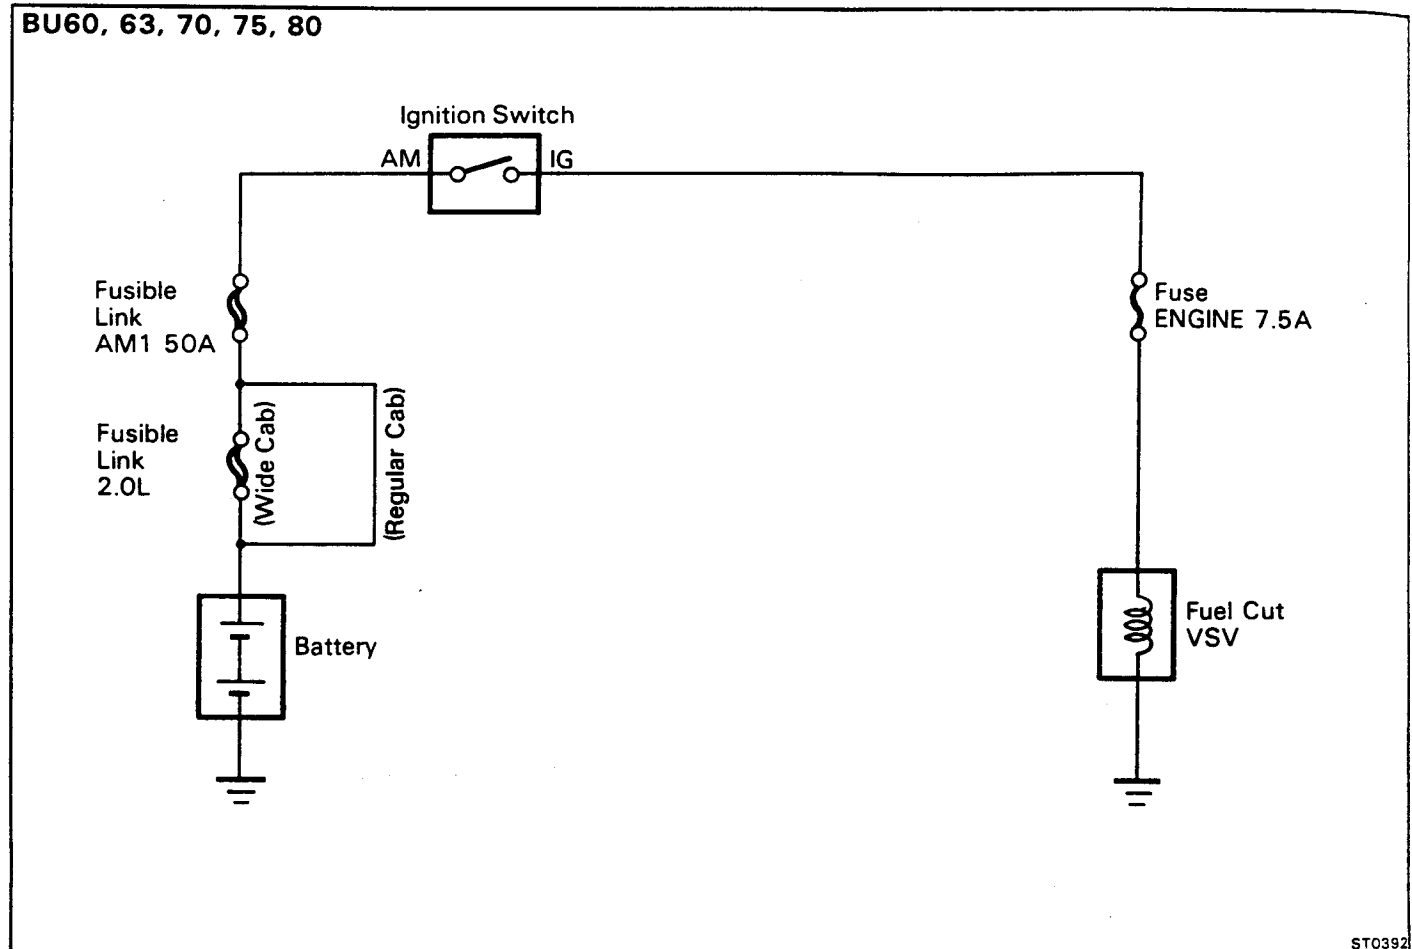 BU60, 63, 70, 75, 80
Ignition Switch
AM
IG
Fusible
Link
AM1 50A
Fuse
ENGINE 7.5A
Fusible
Link
2.0L
(Wide Cab)
(Regular Cab)
Battery
Fuel Cut
VSV
ST0392